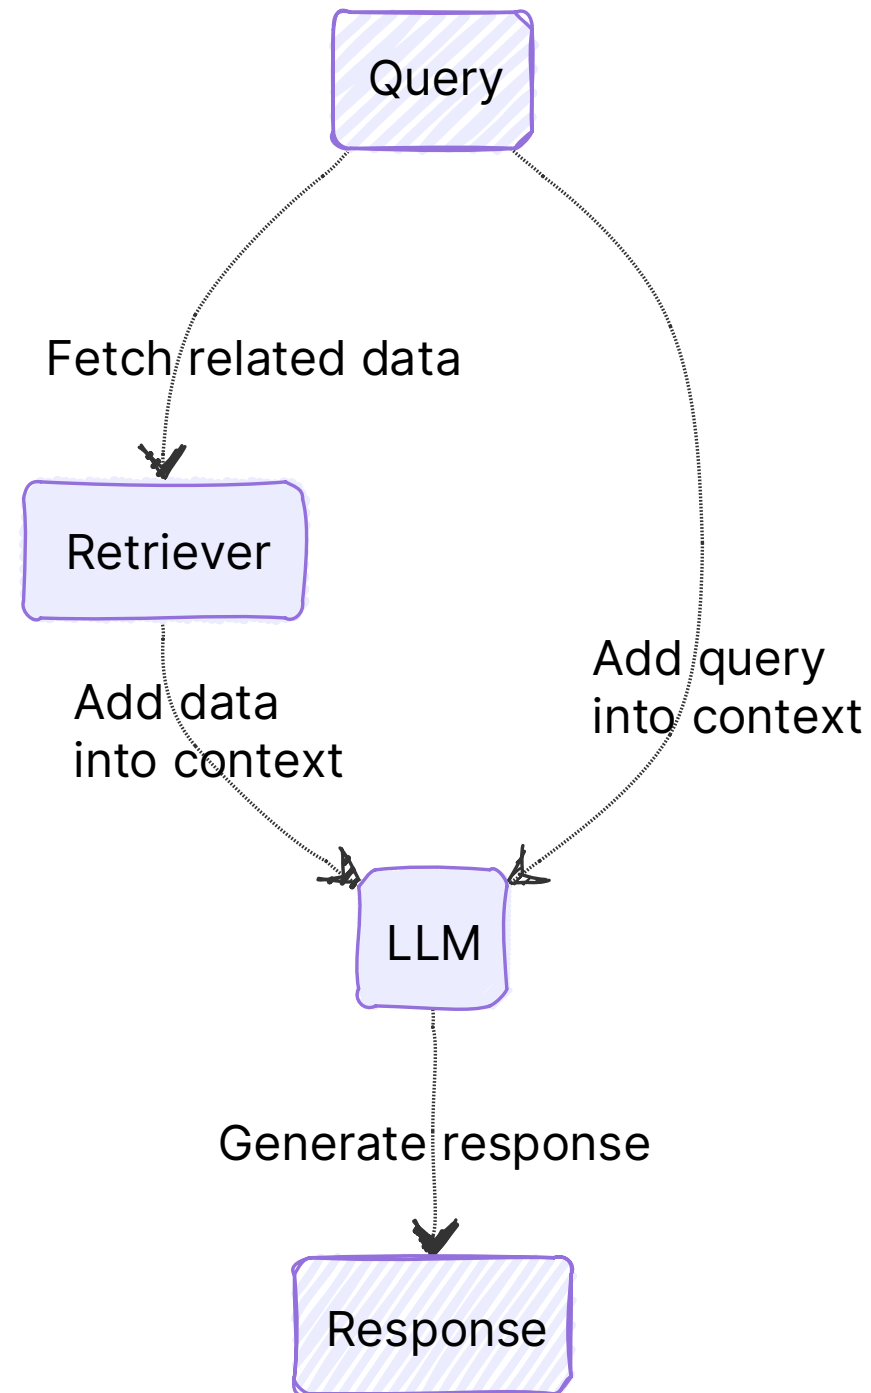 Query
Fetch related data
Retriever
Add query
into context
Add data
into context
LLM
Generate response
Response